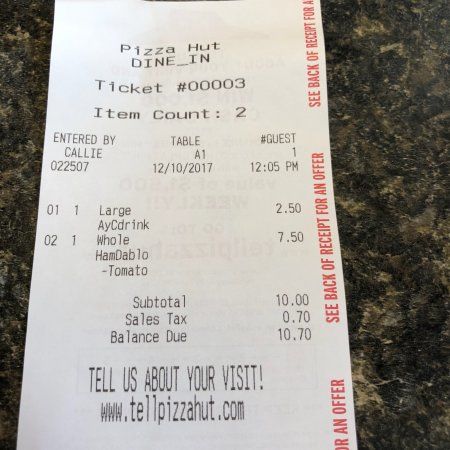 Pizza Hut
DINE_IN
Ticket #00003
Item Count: 2
ENTERED BY TABLE #GUEST
CALLIE A1 1
022507 12/10/2017 12:05 PM
01 1 Large 2.50
AyCdrink
02 1 Whole 7.50
HamDablo
-Tomato
Subtotal 10.00
Sales Tax 0.70
Balance Due 10.70
TELL US ABOUT YOUR VISIT!
www.tellpizzahut.com
SEE BACK OF RECEIPT FOR AN OFFER
SEE BACK OF RECEIPT FOR AN OFFER
OR AN OFFER